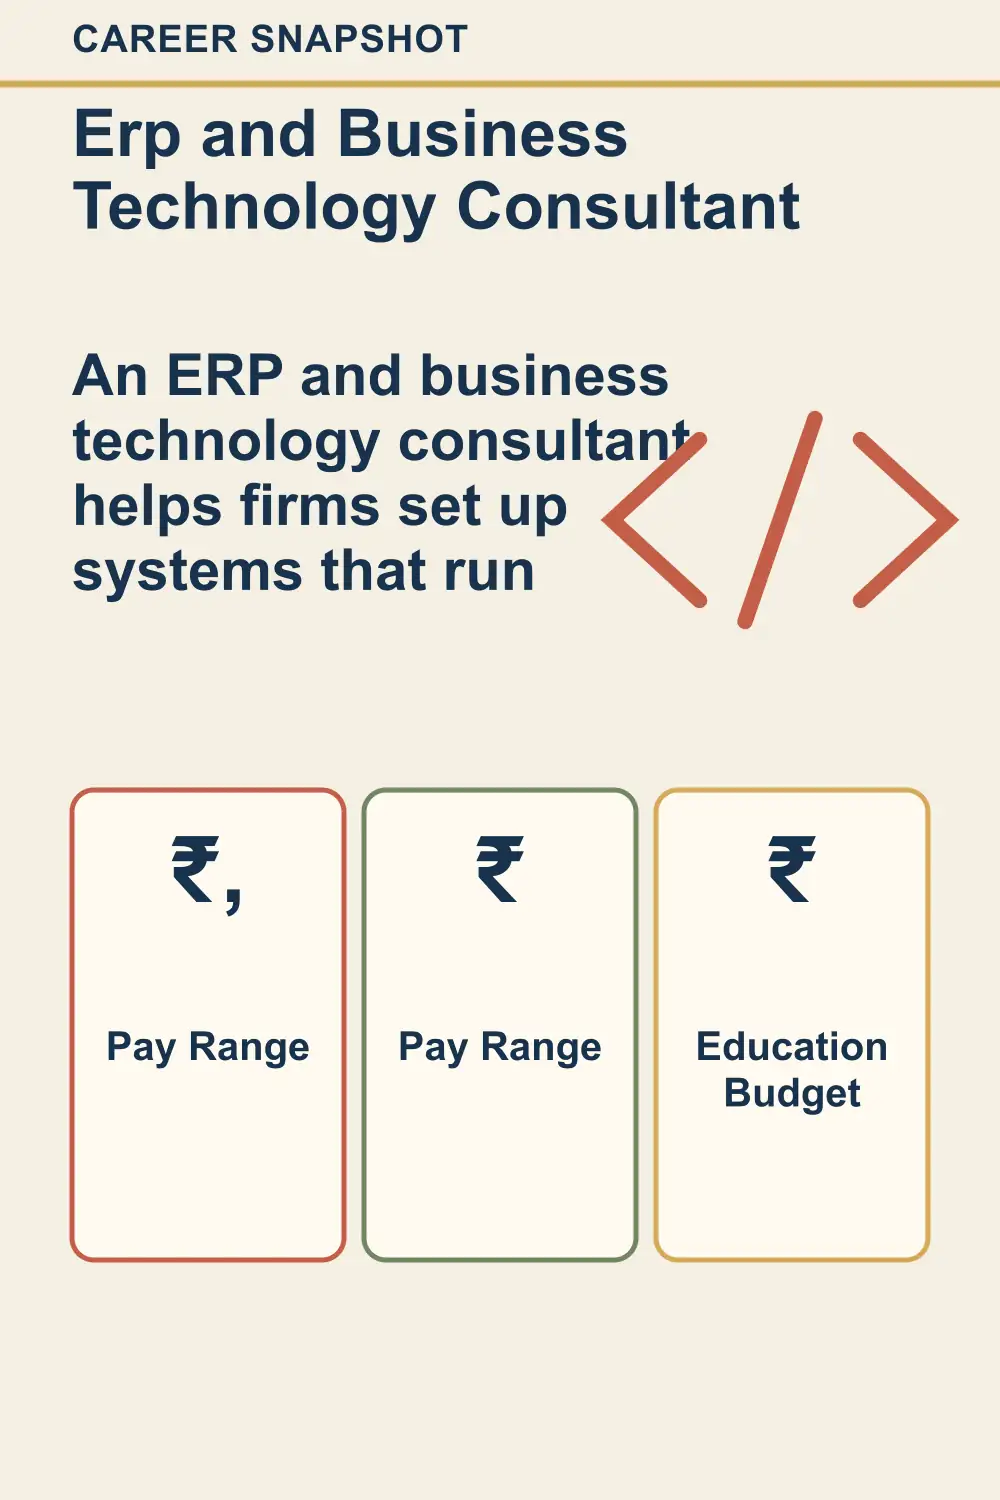 CAREER SNAPSHOT
Erp and Business
Technology Consultant
An ERP and business
technology consultant
helps firms set up
systems that run
₹,
Pay Range
₹
Pay Range
₹
Education
Budget